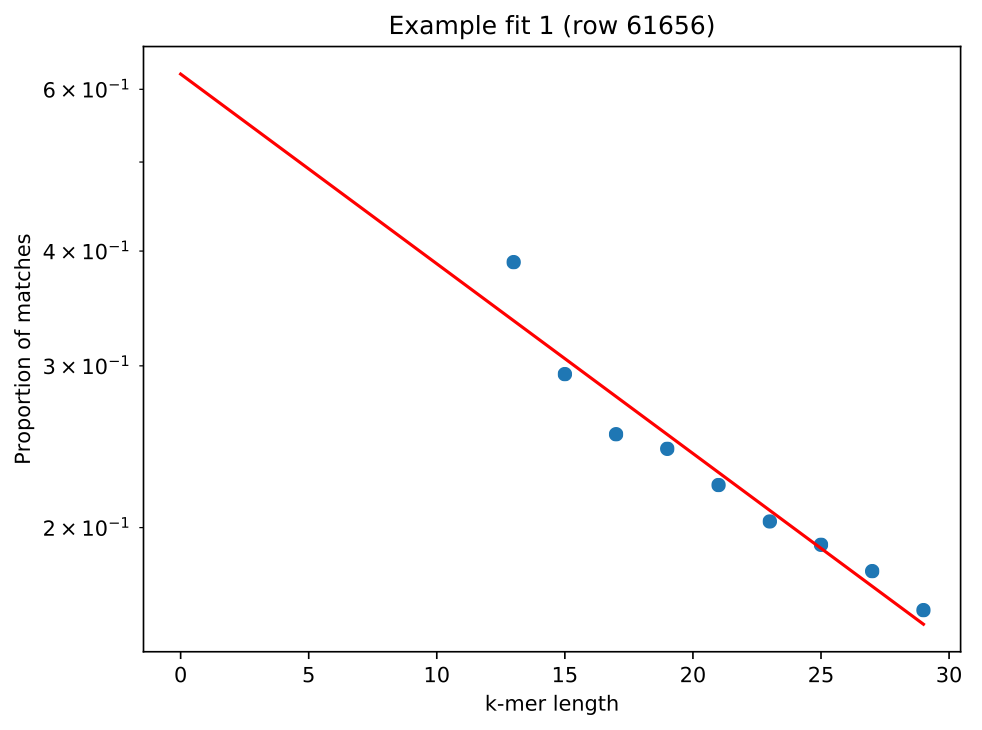 Example fit 1 (row 61656)
Proportion of matches
6 × 10⁻¹
4 × 10⁻¹
3 × 10⁻¹
2 × 10⁻¹
0 5 10 15 20 25 30
k-mer length